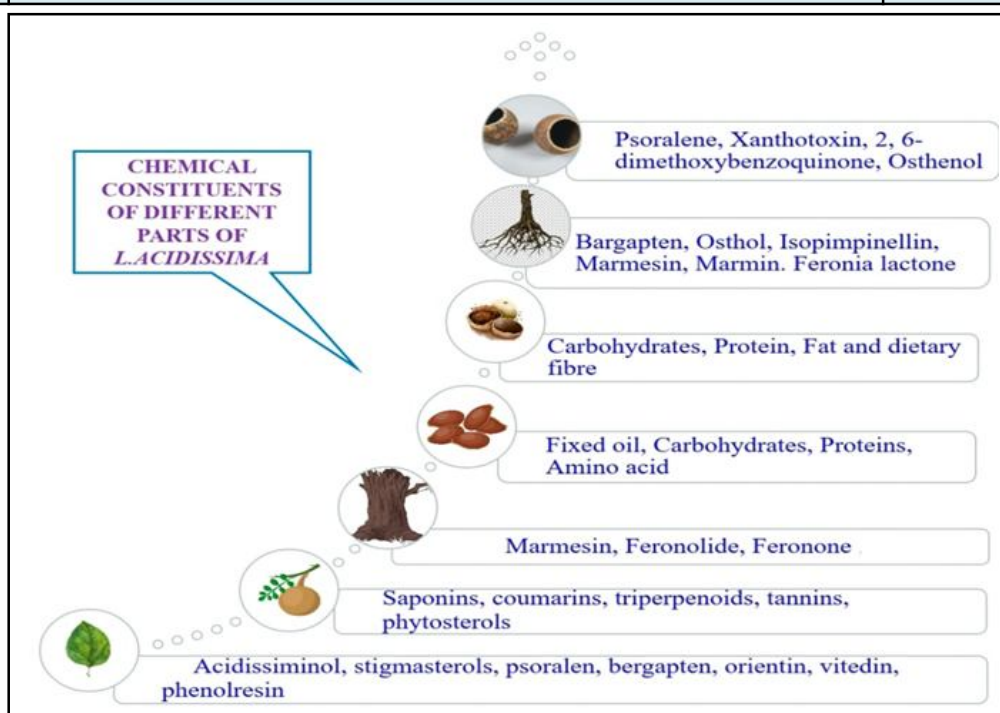 CHEMICAL
CONSTITUENTS
OF DIFFERENT
PARTS OF
L.ACIDISSIMA
Psoralene, Xanthotoxin, 2, 6-
dimethoxybenzoquinone, Osthenol
Bargapten, Osthol, Isopimpinellin,
Marmesin, Marmin. Feronia lactone
Carbohydrates, Protein, Fat and dietary
fibre
Fixed oil, Carbohydrates, Proteins,
Amino acid
Marmesin, Feronolide, Feronone
Saponins, coumarins, triperpenoids, tannins,
phytosterols
Acidissiminol, stigmasterols, psoralen, bergapten, orientin, vitedin,
phenolresin